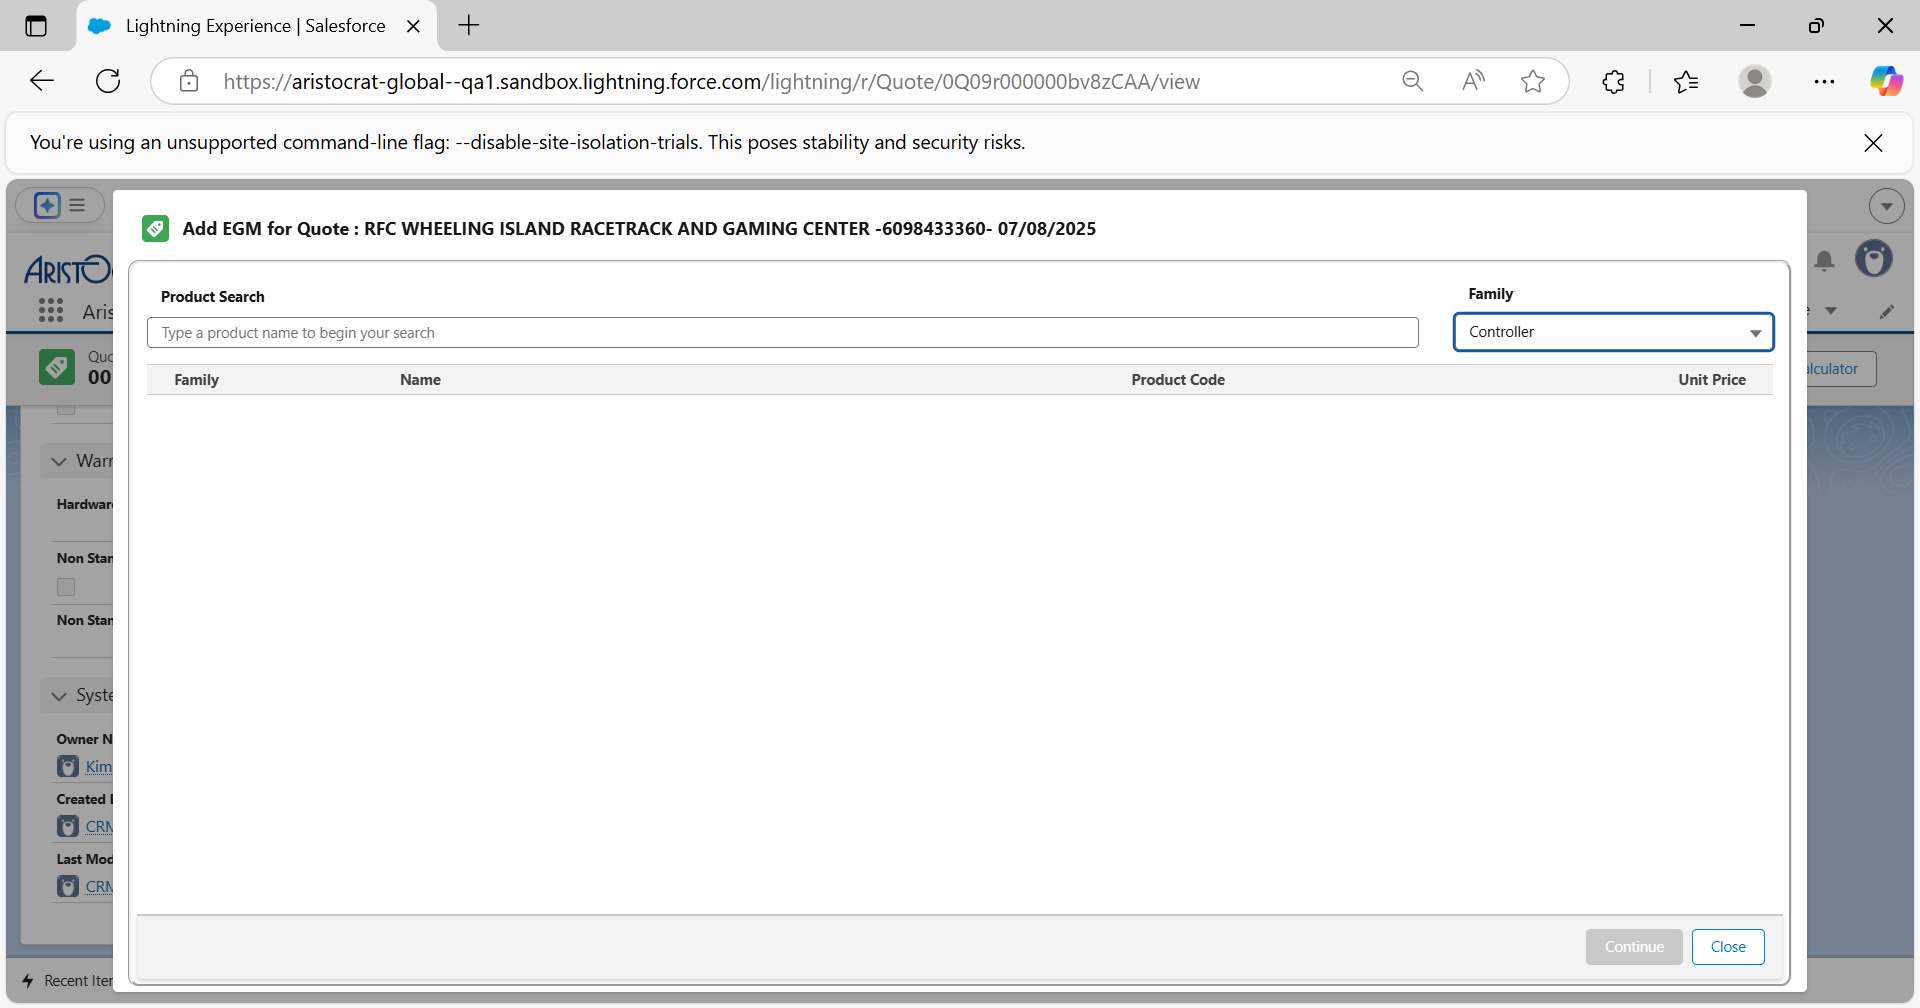 Lightning Experience | Salesforce
https://aristocrat-global--qa1.sandbox.lightning.force.com/lightning/r/Quote/0Q09r000000bv8zCAA/view
You're using an unsupported command-line flag: --disable-site-isolation-trials. This poses stability and security risks.
Add EGM for Quote : RFC WHEELING ISLAND RACETRACK AND GAMING CENTER -6098433360- 07/08/2025
Product Search
Family
Type a product name to begin your search
Controller
Family Name Product Code Unit Price
Continue
Close
ARISTOC
Aris
Quo
00
alculator
Warr
Hardwar
Non Stan
Non Stan
Syste
Owner N
Kim
Created
CRM
Last Mod
CRM
Recent Iter